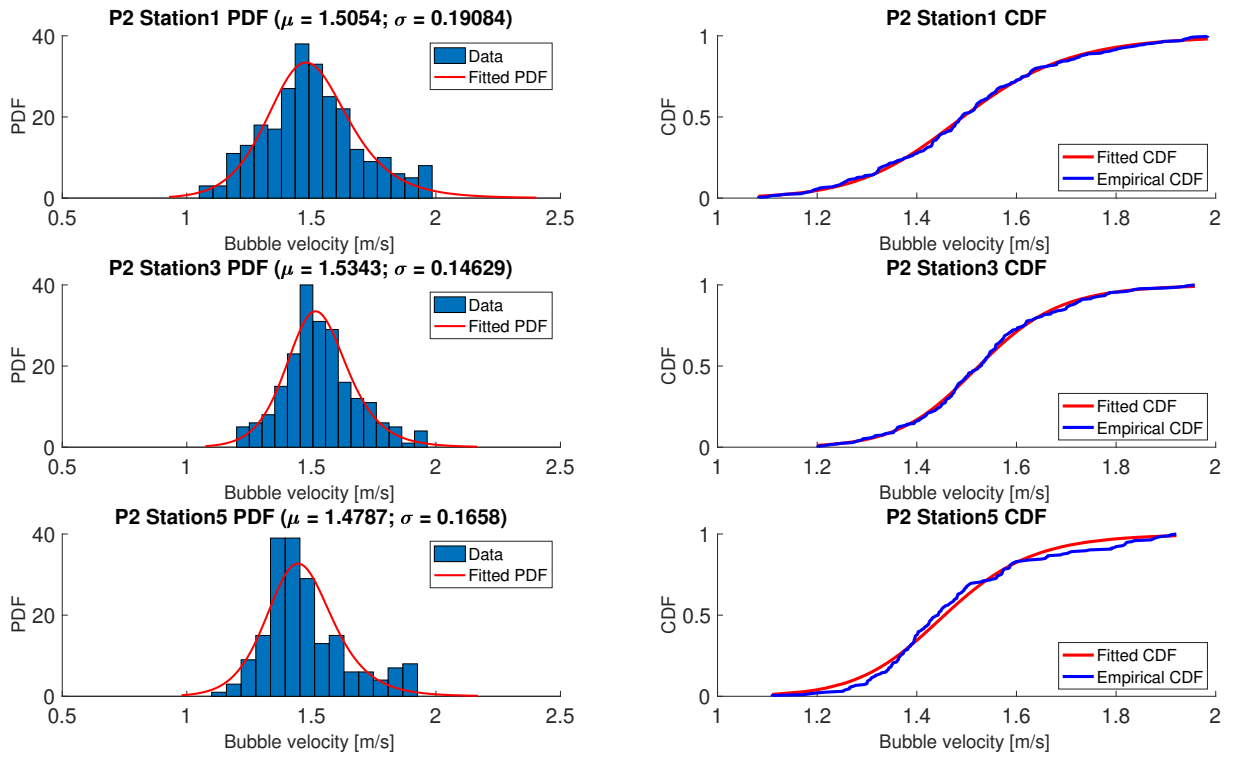 P2 Station1 PDF (μ = 1.5054; σ = 0.19084)
40
20
0
PDF
0.5 1 1.5 2 2.5
Bubble velocity [m/s]
Data
Fitted PDF
P2 Station1 CDF
1
0.5
0
CDF
1 1.2 1.4 1.6 1.8 2
Bubble velocity [m/s]
Fitted CDF
Empirical CDF
P2 Station3 PDF (μ = 1.5343; σ = 0.14629)
40
20
0
PDF
0.5 1 1.5 2 2.5
Bubble velocity [m/s]
Data
Fitted PDF
P2 Station3 CDF
1
0.5
0
CDF
1 1.2 1.4 1.6 1.8 2
Bubble velocity [m/s]
Fitted CDF
Empirical CDF
P2 Station5 PDF (μ = 1.4787; σ = 0.1658)
40
20
0
PDF
0.5 1 1.5 2 2.5
Bubble velocity [m/s]
Data
Fitted PDF
P2 Station5 CDF
1
0.5
0
CDF
1 1.2 1.4 1.6 1.8 2
Bubble velocity [m/s]
Fitted CDF
Empirical CDF